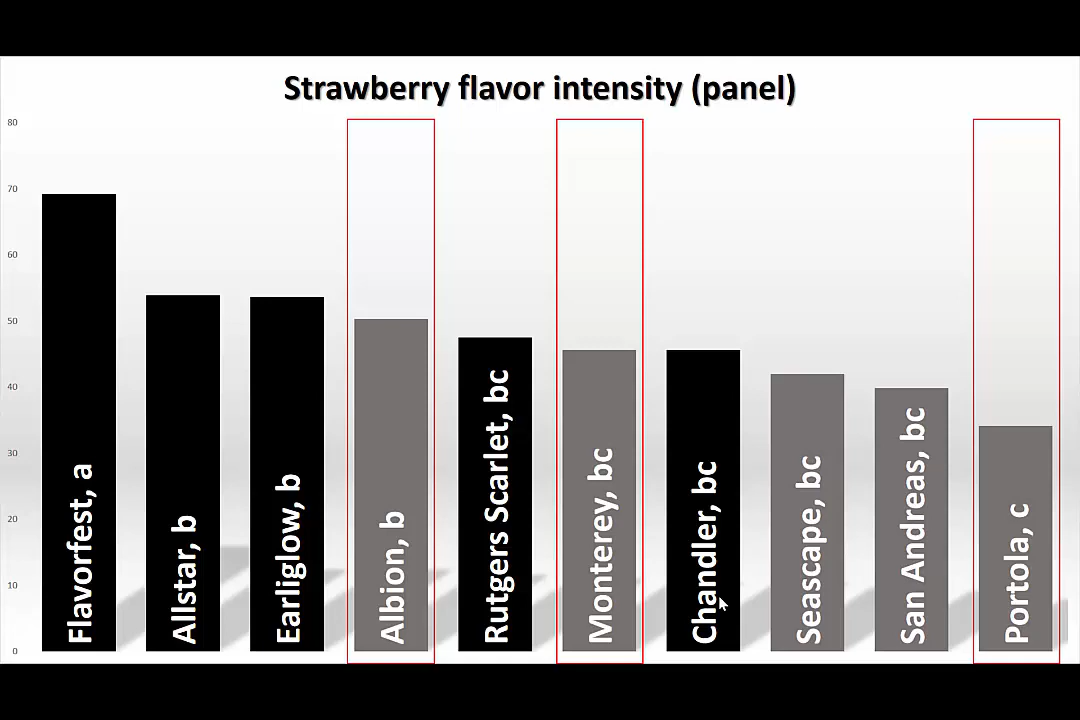 Strawberry flavor intensity (panel)
80
70
60
50
40
30
20
10
0
Flavorfest, a
Allstar, b
Earliglow, b
Albion, b
Rutgers Scarlet, bc
Monterey, bc
Chandler, bc
Seascape, bc
San Andreas, bc
Portola, c